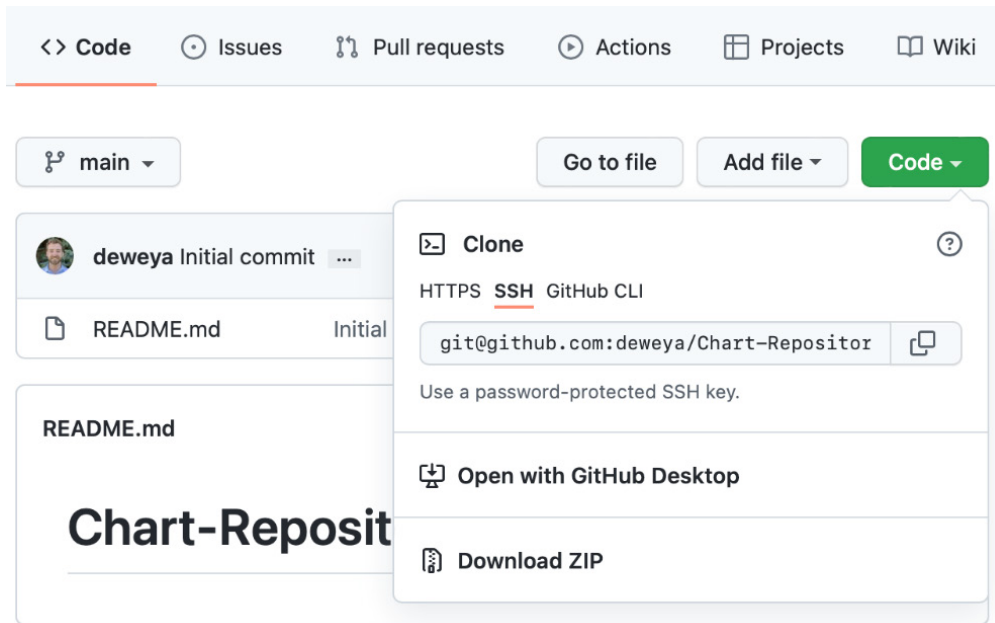 <> Code Issues Pull requests Actions Projects Wiki
main Go to file Add file Code
deweya Initial commit ...
README.md Initial
Clone
HTTPS SSH GitHub CLI
git@github.com:deweya/Chart-Repositor
Use a password-protected SSH key.
Open with GitHub Desktop
Download ZIP
README.md
Chart-Reposit